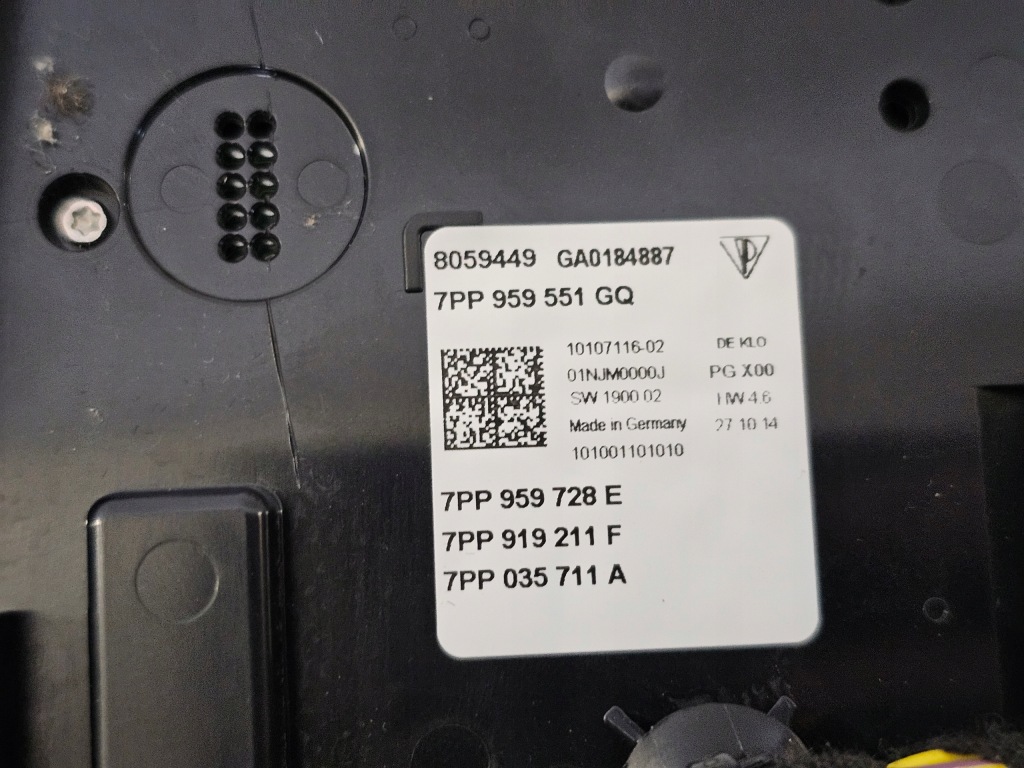 8059449 GA0184887
7PP 959 551 GQ
10107116-02 DE KLO
01NJM0000J PG X00
SW 1900 02 HW 4.6
Made in Germany 27 10 14
101001101010
7PP 959 728 E
7PP 919 211 F
7PP 035 711 A